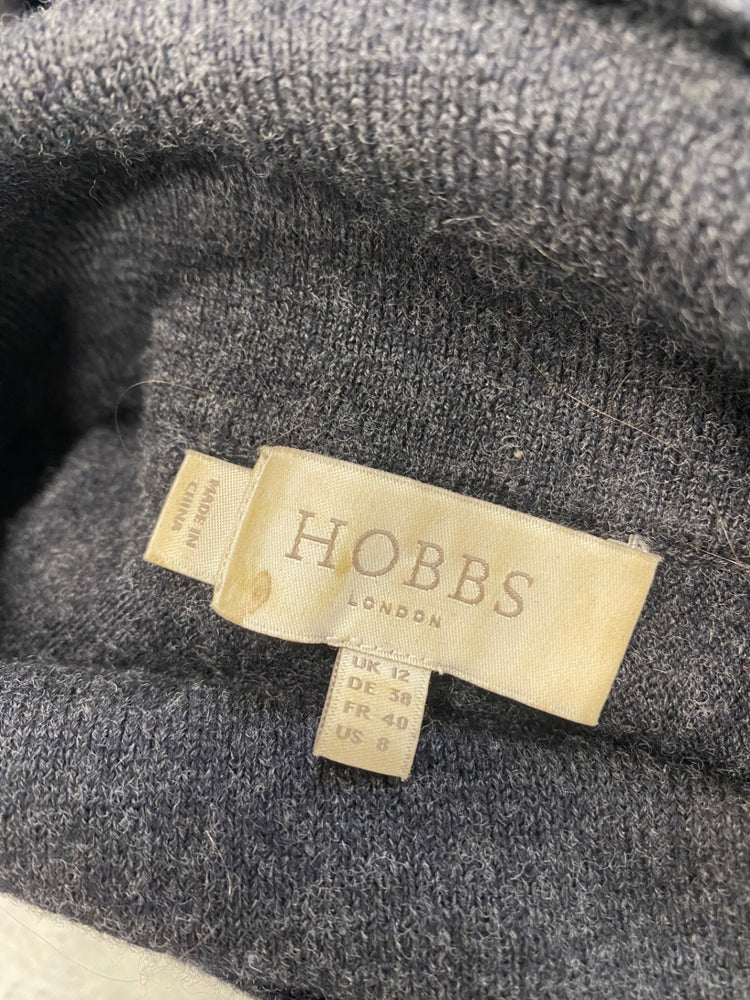 MADE IN
CHINA
HOBBS
LONDON
UK 12
DE 38
FR 40
US 8